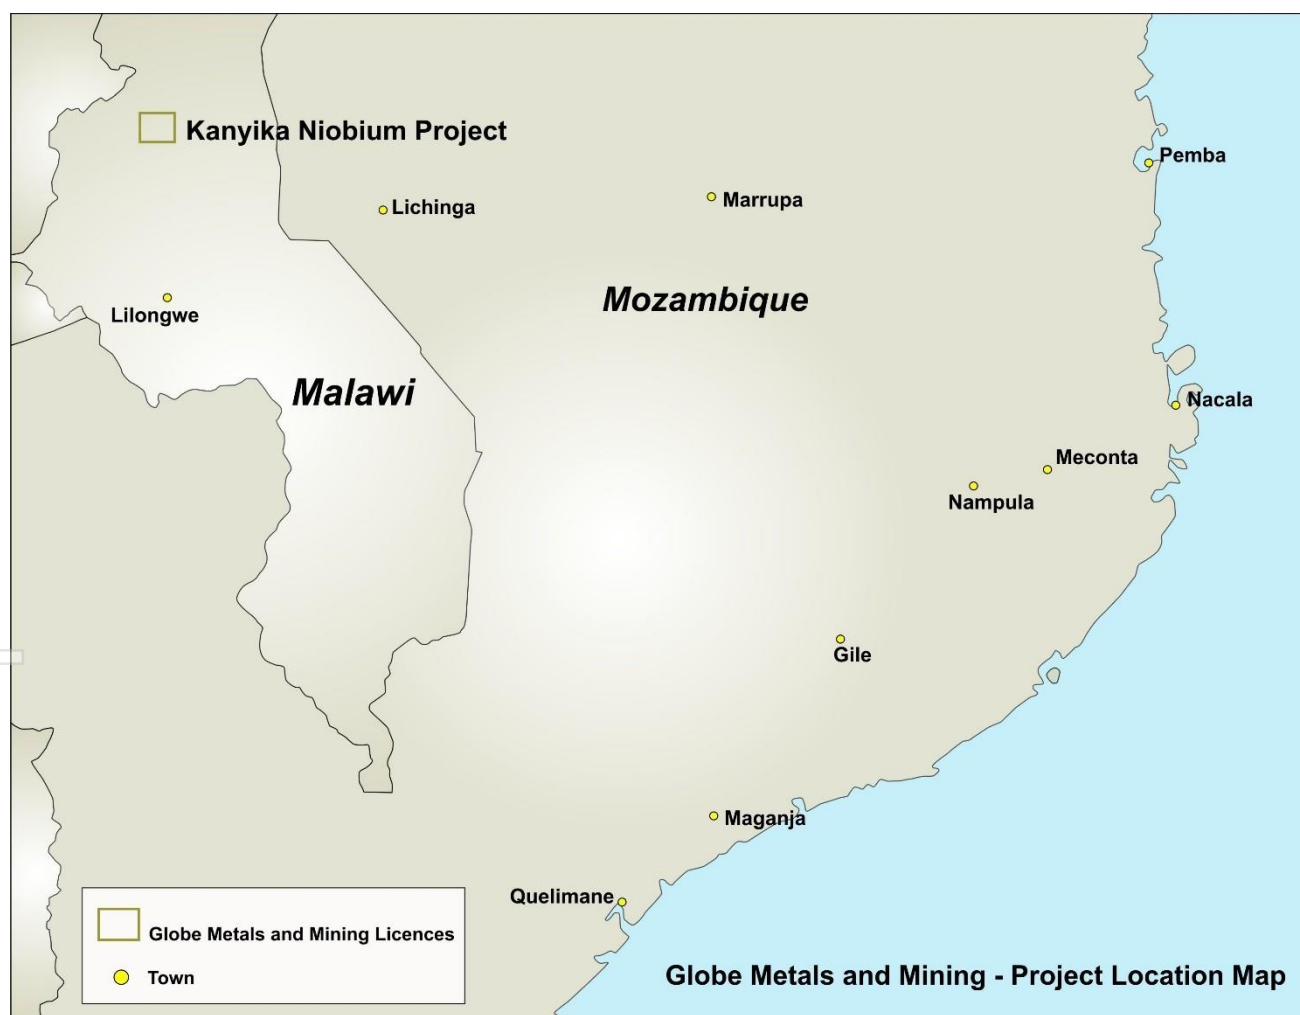 Kanyika Niobium Project
Pemba
Marrupa
Lichinga
Mozambique
Lilongwe
Malawi
Nacala
Meconta
Nampula
Gile
Maganja
Quelimane
Globe Metals and Mining Licences
Town
Globe Metals and Mining - Project Location Map